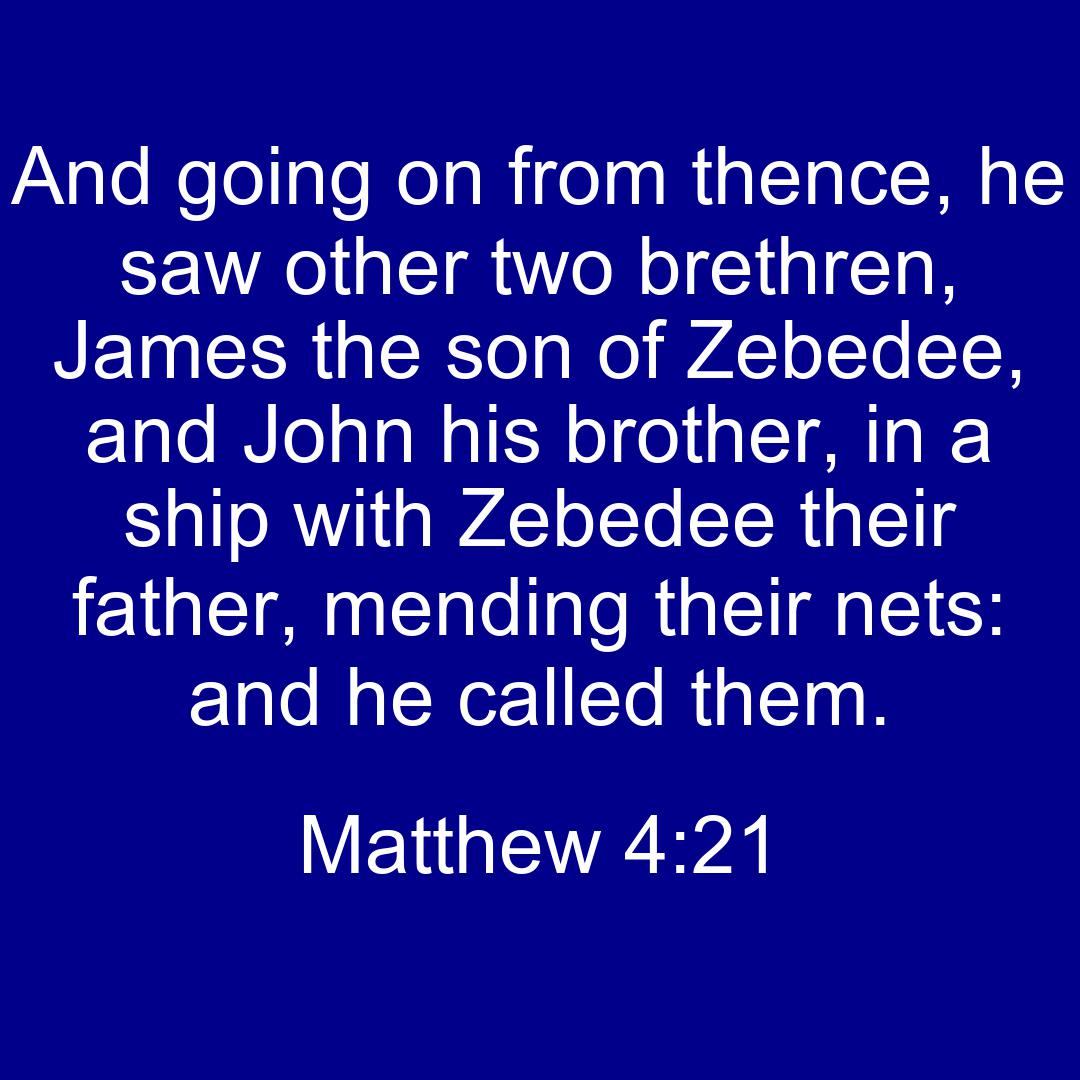 And going on from thence, he
saw other two brethren,
James the son of Zebedee,
and John his brother, in a
ship with Zebedee their
father, mending their nets:
and he called them.
Matthew 4:21